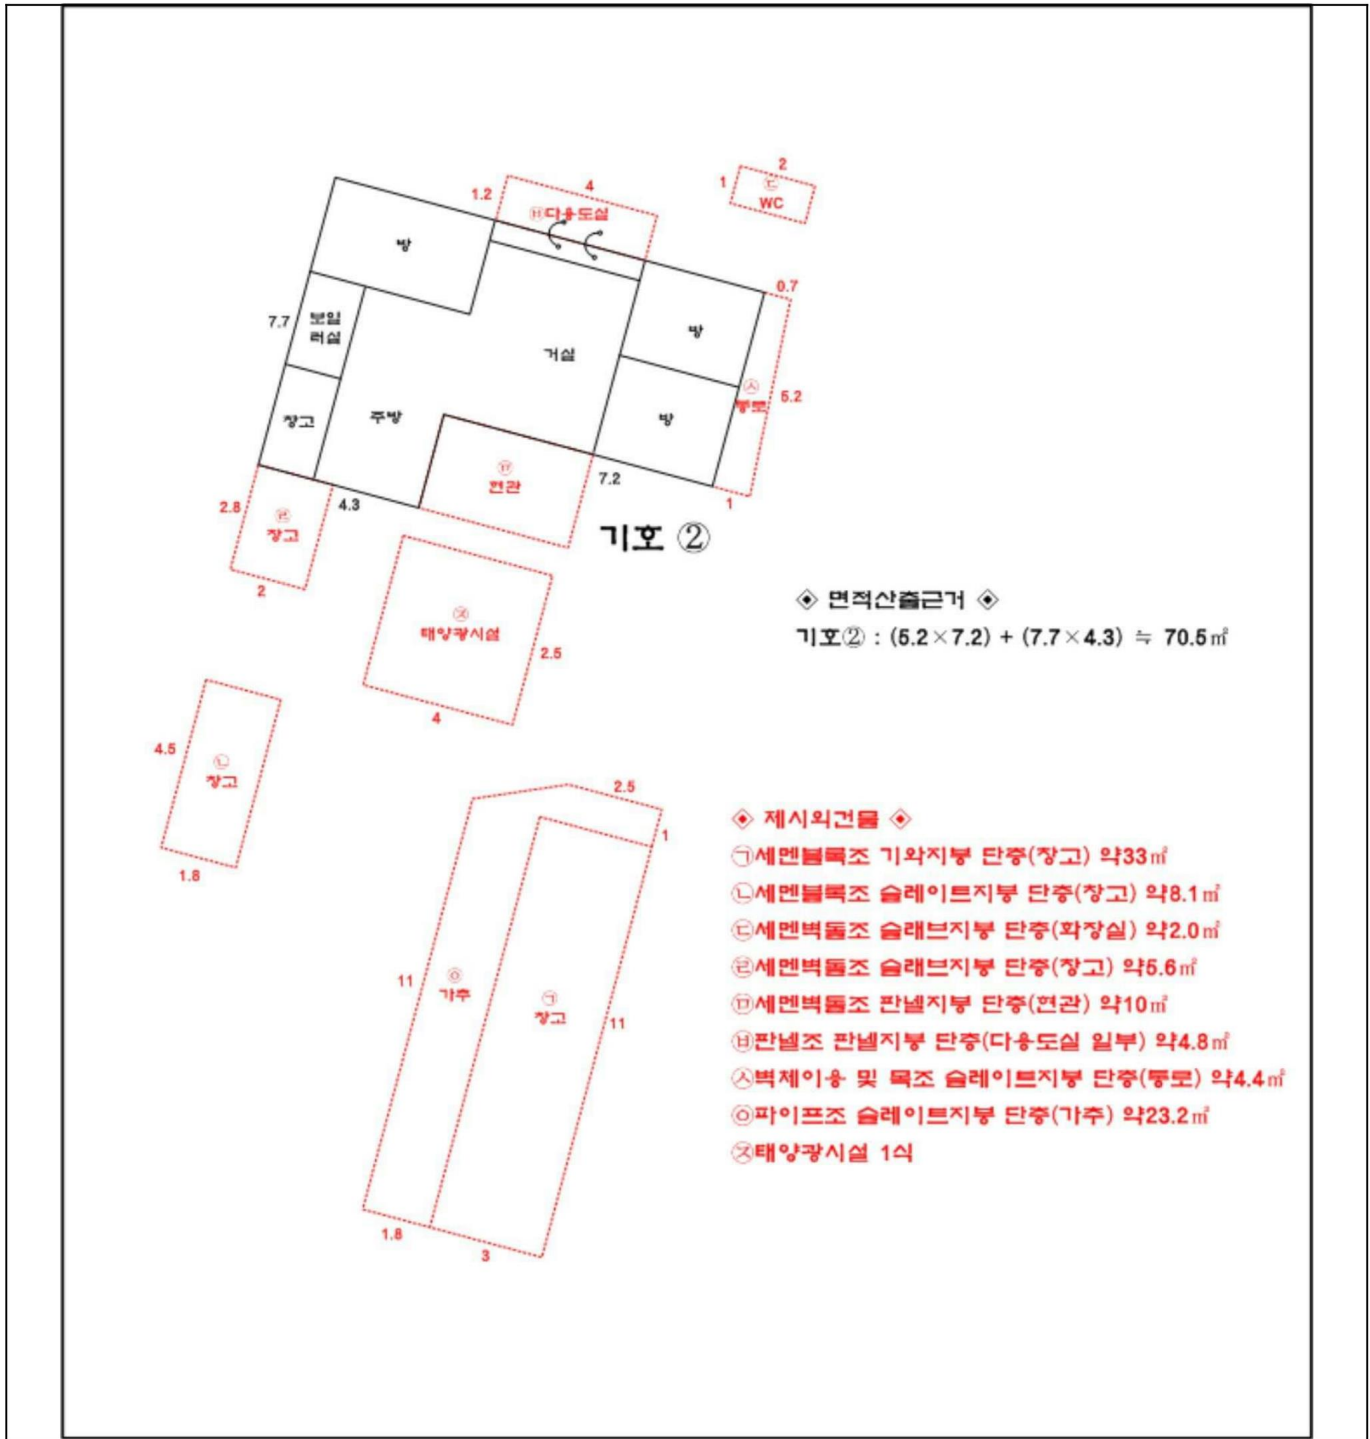 2
1
㉢
WC
1.2
4
㉥다용도실
방
0.7
7.7
보일
러실
거실
방
㉦
통로
5.2
창고
주방
방
㉤
현관
7.2
1
2.8
㉣
창고
4.3
2
기호 ②
◈ 면적산출근거 ◈
기호② : (5.2×7.2) + (7.7×4.3) ≒ 70.5㎡
㉨
태양광시설
2.5
4
4.5
㉡
창고
1.8
2.5
1
11
㉧
가추
㉠
창고
11
1.8
3
◈ 제시외건물 ◈
㉠세멘블록조 기와지붕 단층(창고) 약33㎡
㉡세멘블록조 슬레이트지붕 단층(창고) 약8.1㎡
㉢세멘벽돌조 슬래브지붕 단층(화장실) 약2.0㎡
㉣세멘벽돌조 슬래브지붕 단층(창고) 약5.6㎡
㉤세멘벽돌조 판넬지붕 단층(현관) 약10㎡
㉥판넬조 판넬지붕 단층(다용도실 일부) 약4.8㎡
㉦벽체이용 및 목조 슬레이트지붕 단층(통로) 약4.4㎡
㉧파이프조 슬레이트지붕 단층(가추) 약23.2㎡
㉨태양광시설 1식